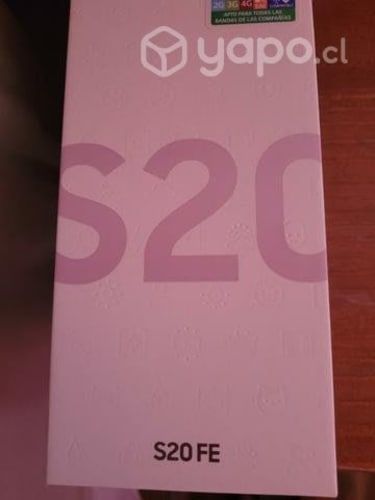 2G 3G 4G
APTO PARA TODAS LAS
BANDAS DE LAS COMPAÑÍAS
yapo.cl
S20
S20 FE